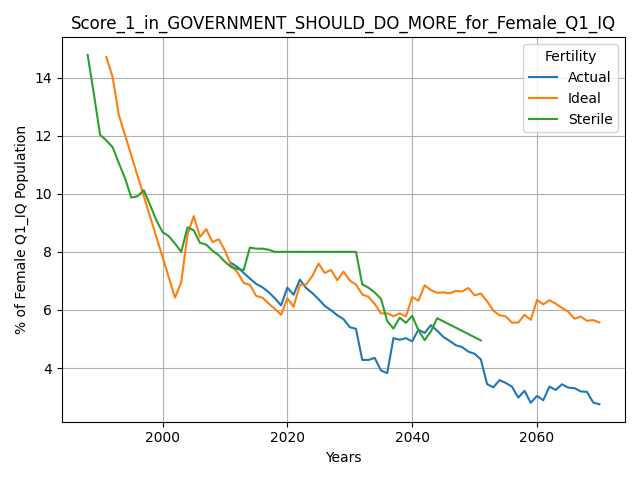 Score_1_in_GOVERNMENT_SHOULD_DO_MORE_for_Female_Q1_IQ
% of Female Q1_IQ Population
14
12
10
8
6
4
Fertility
Actual
Ideal
Sterile
2000
2020
2040
2060
Years